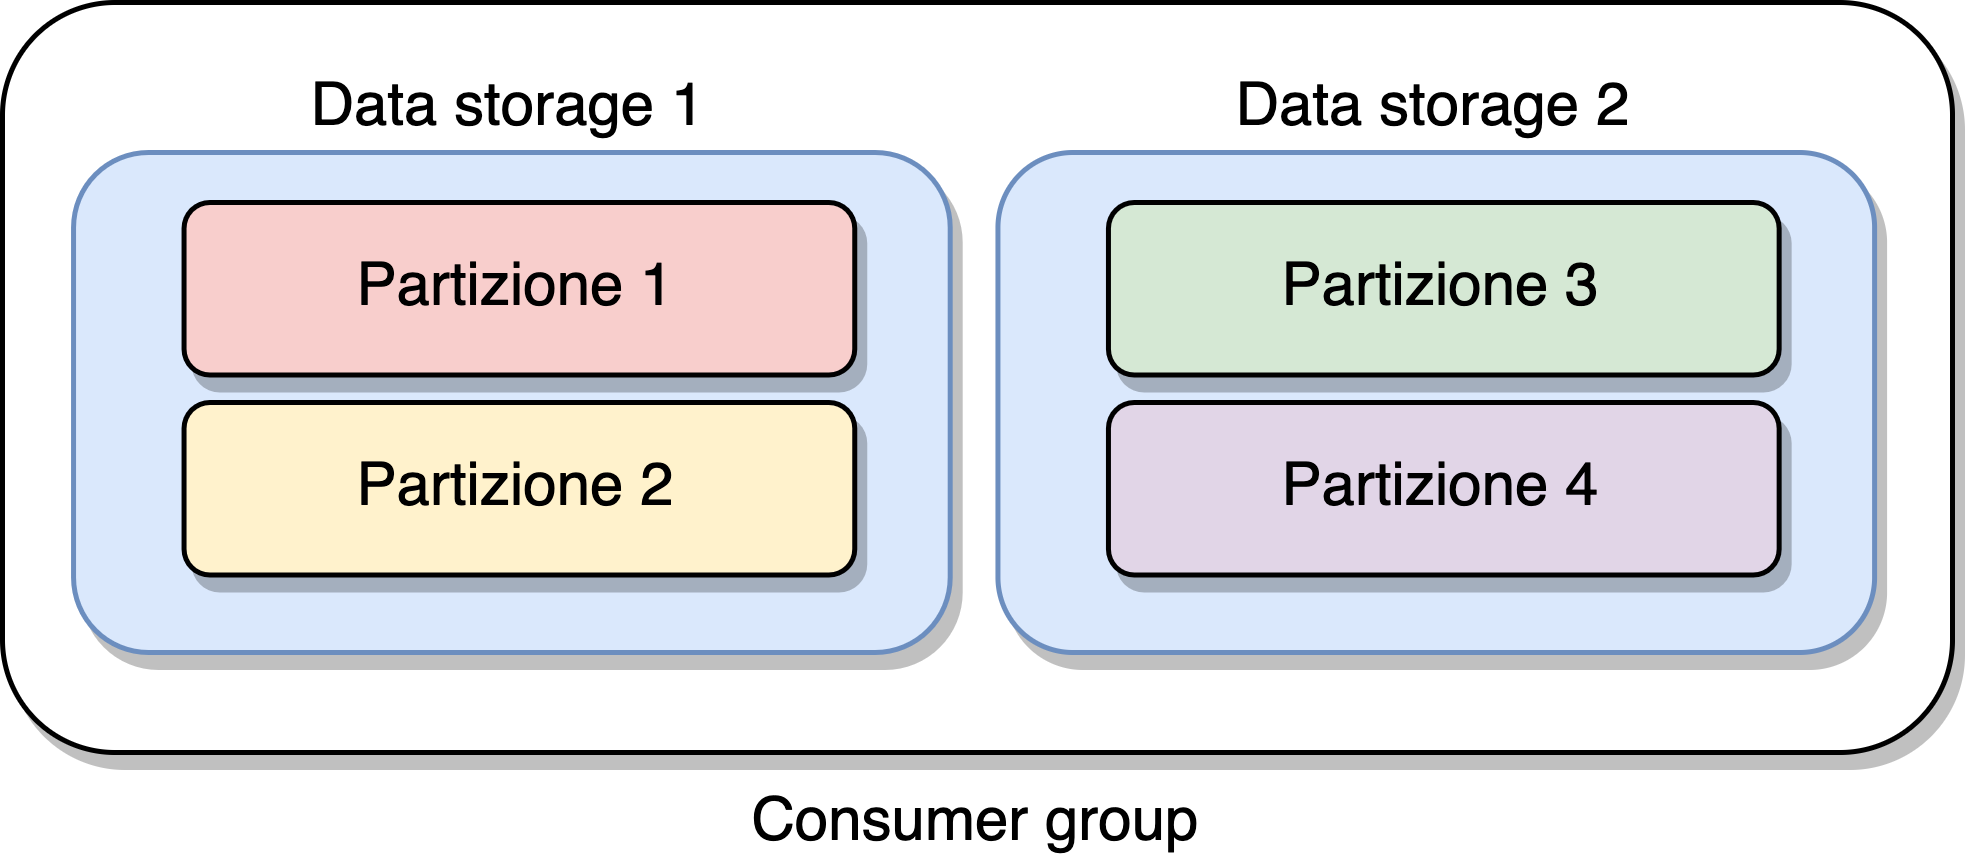 Data storage 1
Data storage 2
Partizione 1
Partizione 3
Partizione 2
Partizione 4
Consumer group